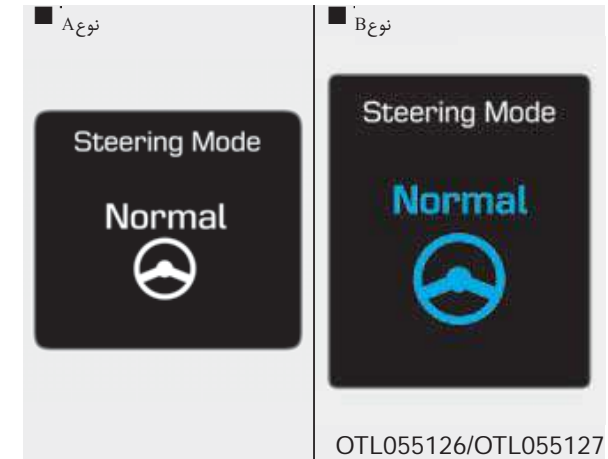 ■ نوعA
Steering Mode
Normal
■ نوعB
Steering Mode
Normal
OTL055126/OTL055127